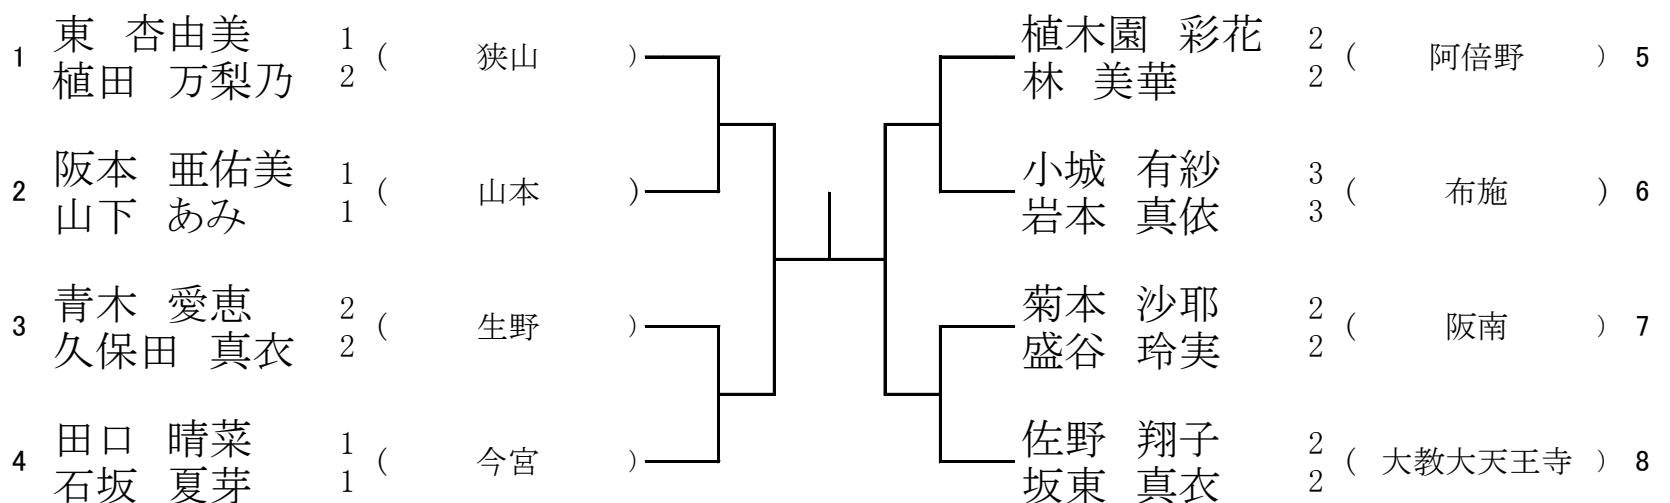 1 東 杏由美 1 ( 狭山 )
植田 万梨乃 2
2 阪本 亜佑美 1 ( 山本 )
山下 あみ 1
3 青木 愛恵 2 ( 生野 )
久保田 真衣 2
4 田口 晴菜 1 ( 今宮 )
石坂 夏芽 1
植木園 彩花 2 ( 阿倍野 ) 5
林 美華 2
小城 有紗 3 ( 布施 ) 6
岩本 真依 3
菊本 沙耶 2 ( 阪南 ) 7
盛谷 玲実 2
佐野 翔子 2 ( 大教大天王寺 ) 8
坂東 真衣 2